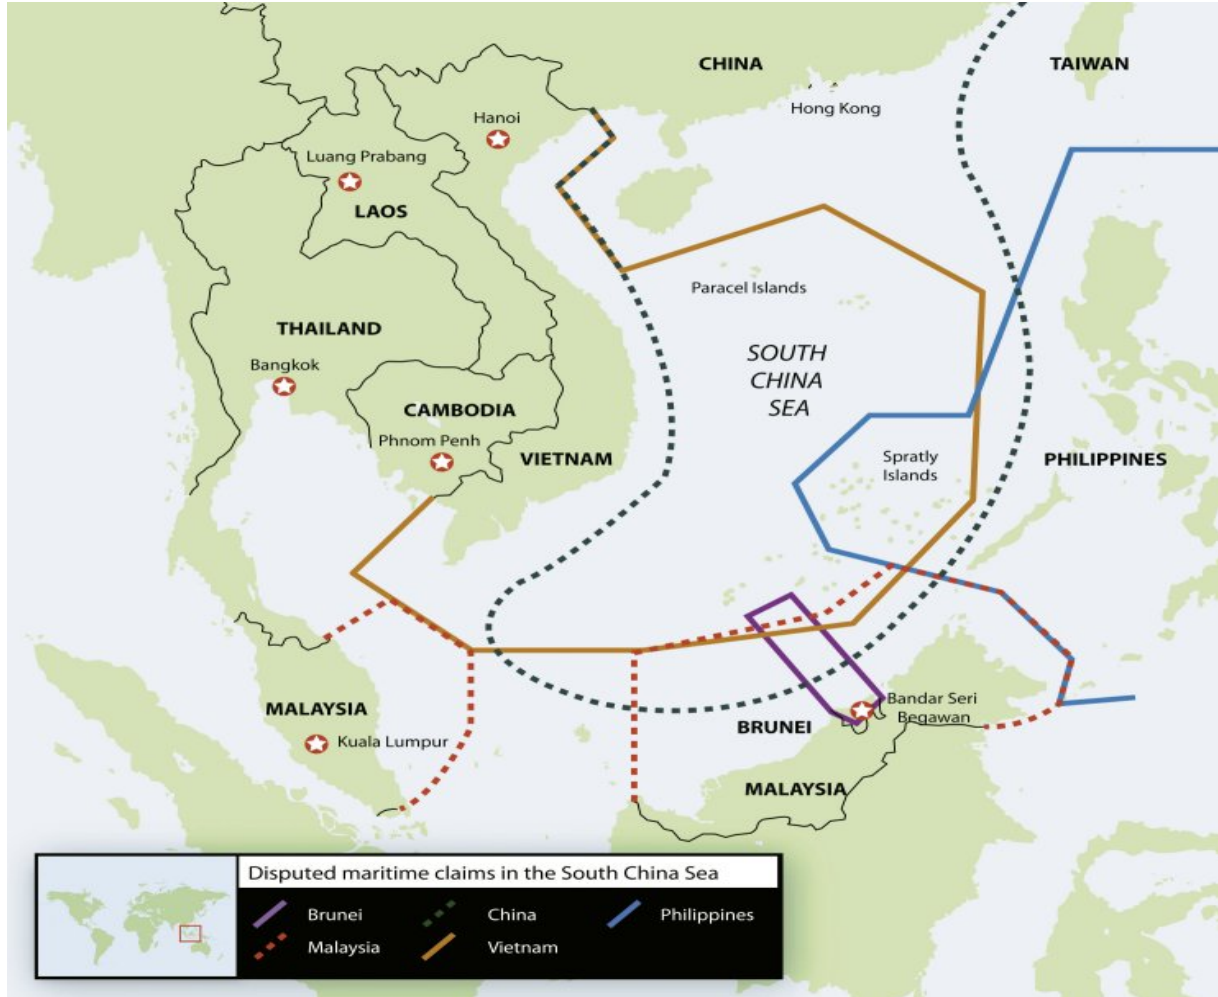 CHINA
TAIWAN
Hong Kong
Hanoi
Luang Prabang
LAOS
Paracel Islands
THAILAND
SOUTH
CHINA
SEA
Bangkok
CAMBODIA
Phnom Penh
VIETNAM
Spratly
Islands
PHILIPPINES
MALAYSIA
Kuala Lumpur
Bandar Seri
Begawan
BRUNEI
MALAYSIA
Disputed maritime claims in the South China Sea
Brunei
China
Philippines
Malaysia
Vietnam